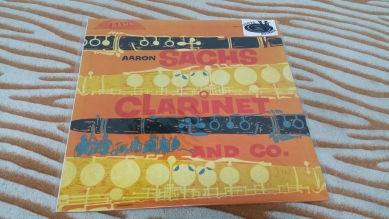 AARON SACHS
CLARINET
AND CO.